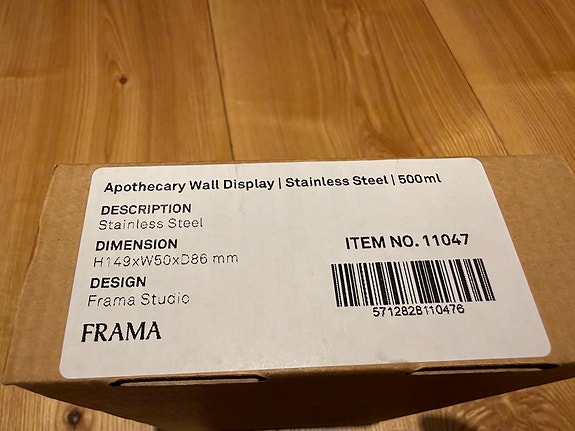 Apothecary Wall Display | Stainless Steel | 500ml
DESCRIPTION
Stainless Steel
DIMENSION
H149xW50xD86 mm
DESIGN
Frama Studio
FRAMA
ITEM NO. 11047
5712828110476